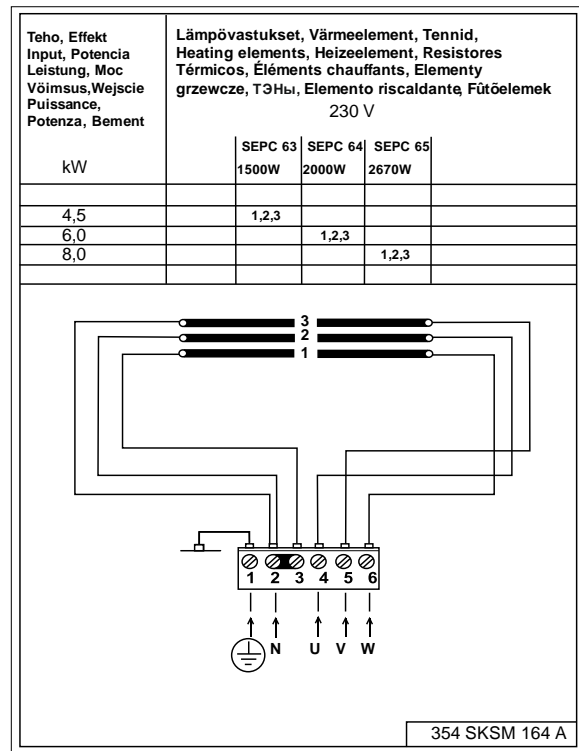 Teho, Effekt
Input, Potencia
Leistung, Moc
Vöimsus,Wejscie
Puissance,
Potenza, Bement
kW
Lämpövastukset, Värmeelement, Tennid,
Heating elements, Heizeelement, Resistores
Térmicos, Éléments chauffants, Elementy
grzewcze, ТЭНы, Elemento riscaldante, Fûtõelemek
230 V
SEPC 63 SEPC 64 SEPC 65
1500W 2000W 2670W
4,5 1,2,3
6,0 1,2,3
8,0 1,2,3
3
2
1
1 2 3 4 5 6
N U V W
354 SKSM 164 A